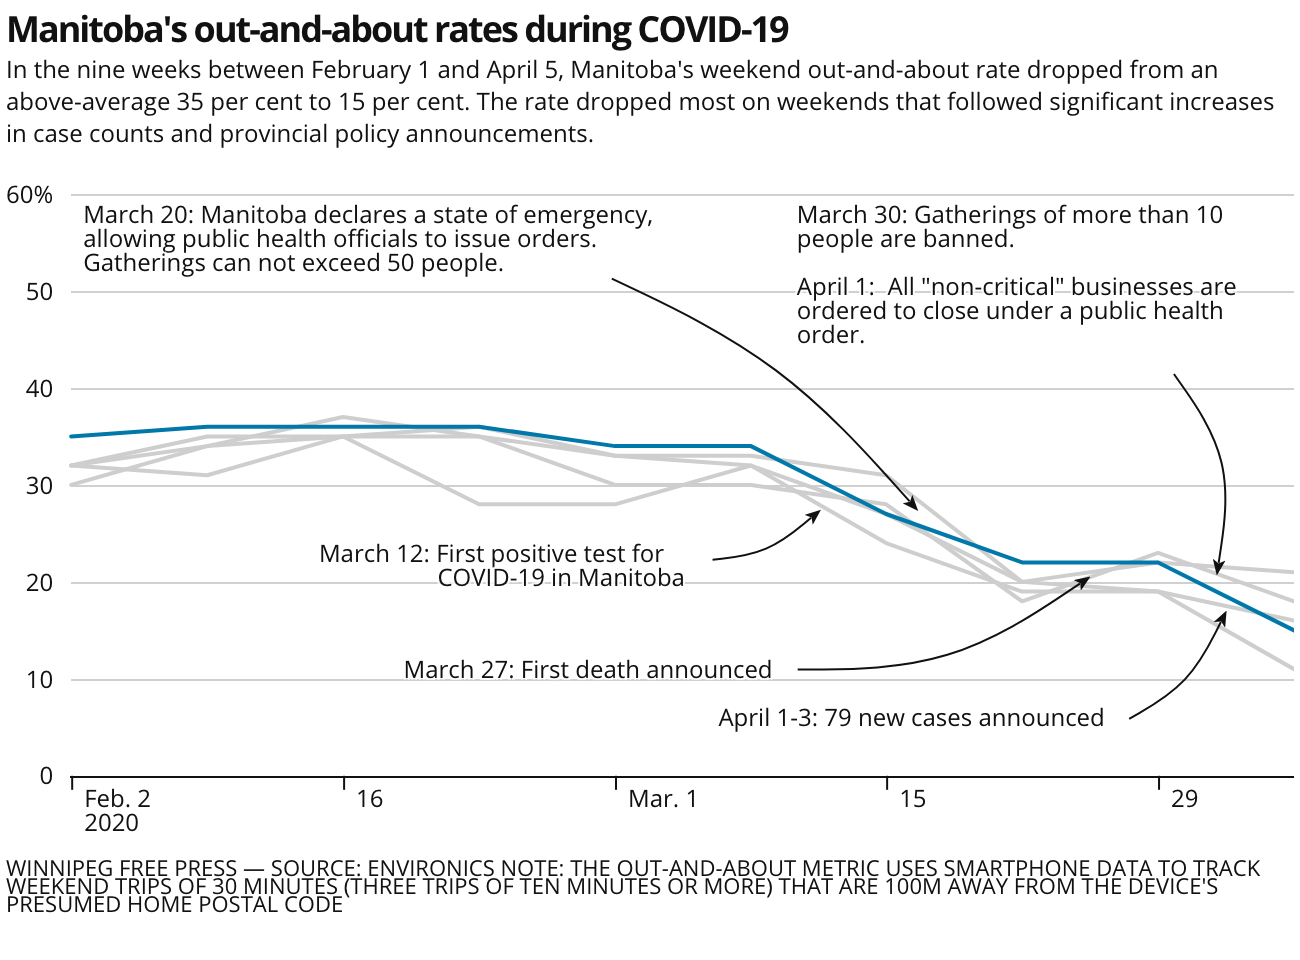 Manitoba's out-and-about rates during COVID-19
In the nine weeks between February 1 and April 5, Manitoba's weekend out-and-about rate dropped from an
above-average 35 per cent to 15 per cent. The rate dropped most on weekends that followed significant increases
in case counts and provincial policy announcements.
60%
March 20: Manitoba declares a state of emergency,
allowing public health officials to issue orders.
Gatherings can not exceed 50 people.
March 30: Gatherings of more than 10
people are banned.
April 1:  All "non-critical" businesses are
ordered to close under a public health
order.
50
40
30
March 12: First positive test for
COVID-19 in Manitoba
20
March 27: First death announced
10
April 1-3: 79 new cases announced
0
Feb. 2
2020
16
Mar. 1
15
29
WINNIPEG FREE PRESS — SOURCE: ENVIRONICS NOTE: THE OUT-AND-ABOUT METRIC USES SMARTPHONE DATA TO TRACK
WEEKEND TRIPS OF 30 MINUTES (THREE TRIPS OF TEN MINUTES OR MORE) THAT ARE 100M AWAY FROM THE DEVICE'S
PRESUMED HOME POSTAL CODE